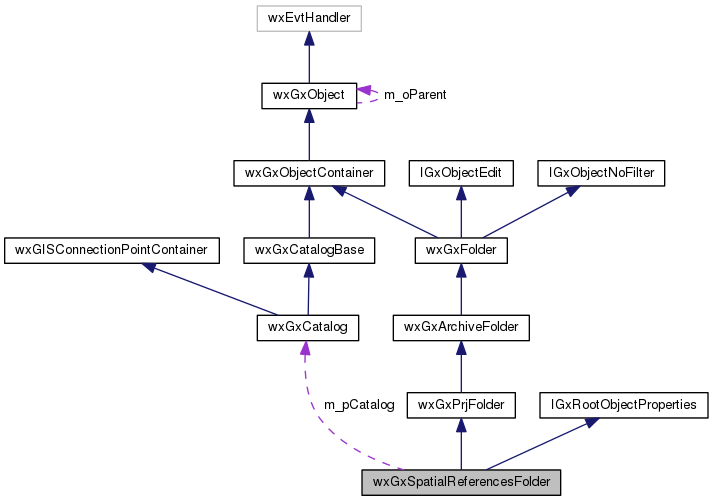 wxEvtHandler
wxGxObject
m_oParent
wxGxObjectContainer
IGxObjectEdit
IGxObjectNoFilter
wxGISConnectionPointContainer
wxGxCatalogBase
wxGxFolder
wxGxCatalog
wxGxArchiveFolder
m_pCatalog
wxGxPrjFolder
IGxRootObjectProperties
wxGxSpatialReferencesFolder